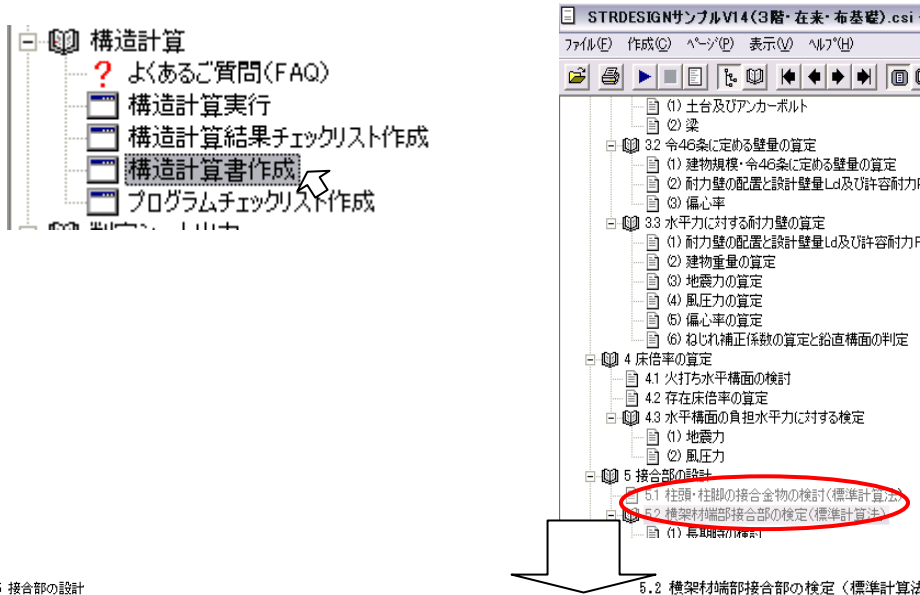 構造計算
よくあるご質問(FAQ)
構造計算実行
構造計算結果チェックリスト作成
構造計算書作成
プログラムチェックリスト作成
STRDESIGNサンプルV14(3階・在来・布基礎).csi
ファイル(F) 作成(C) ページ(P) 表示(V) ヘルプ(H)
(1) 土台及びアンカーボルト
(2) 梁
3.2 令46条に定める壁量の算定
(1) 建物規模・令46条に定める壁量の算定
(2) 耐力壁の配置と設計壁量Ld及び許容耐力P
(3) 偏心率
3.3 水平力に対する耐力壁の算定
(1) 耐力壁の配置と設計壁量Ld及び許容耐力P
(2) 建物重量の算定
(3) 地震力の算定
(4) 風圧力の算定
(5) 偏心率の算定
(6) ねじれ補正係数の算定と鉛直構面の判定
4 床倍率の算定
4.1 火打ち水平構面の検討
4.2 存在床倍率の算定
4.3 水平構面の負担水平力に対する検定
(1) 地震力
(2) 風圧力
5 接合部の設計
5.1 柱頭・柱脚の接合金物の検討(標準計算法)
5.2 横架材端部接合部の検定(標準計算法)
(1) 長期時の検討
5 接合部の設計
5.2 横架材端部接合部の検定（標準計算法